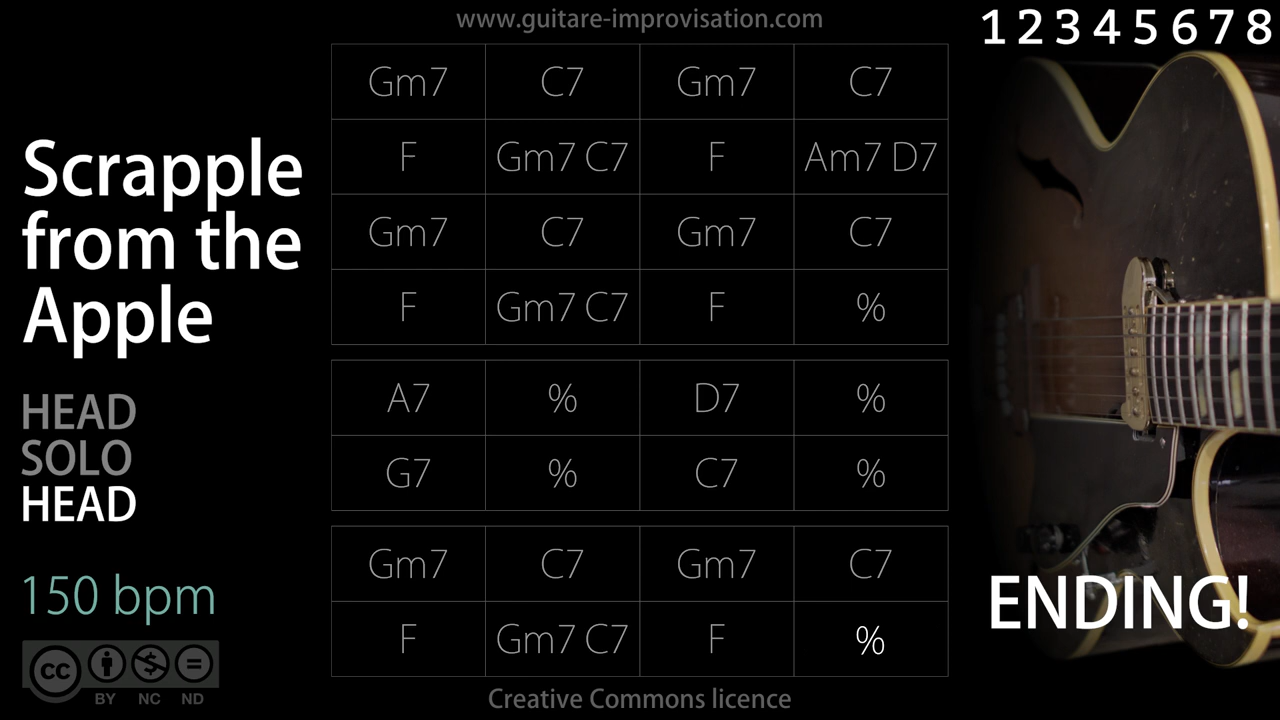 www.guitare-improvisation.com
1 2 3 4 5 6 7 8
Scrapple
from the
Apple
HEAD
SOLO
HEAD
150 bpm
cc
BY NC ND
Gm7 C7 Gm7 C7
F Gm7 C7 F Am7 D7
Gm7 C7 Gm7 C7
F Gm7 C7 F %
A7 % D7 %
G7 % C7 %
Gm7 C7 Gm7 C7
F Gm7 C7 F %
ENDING!
Creative Commons licence